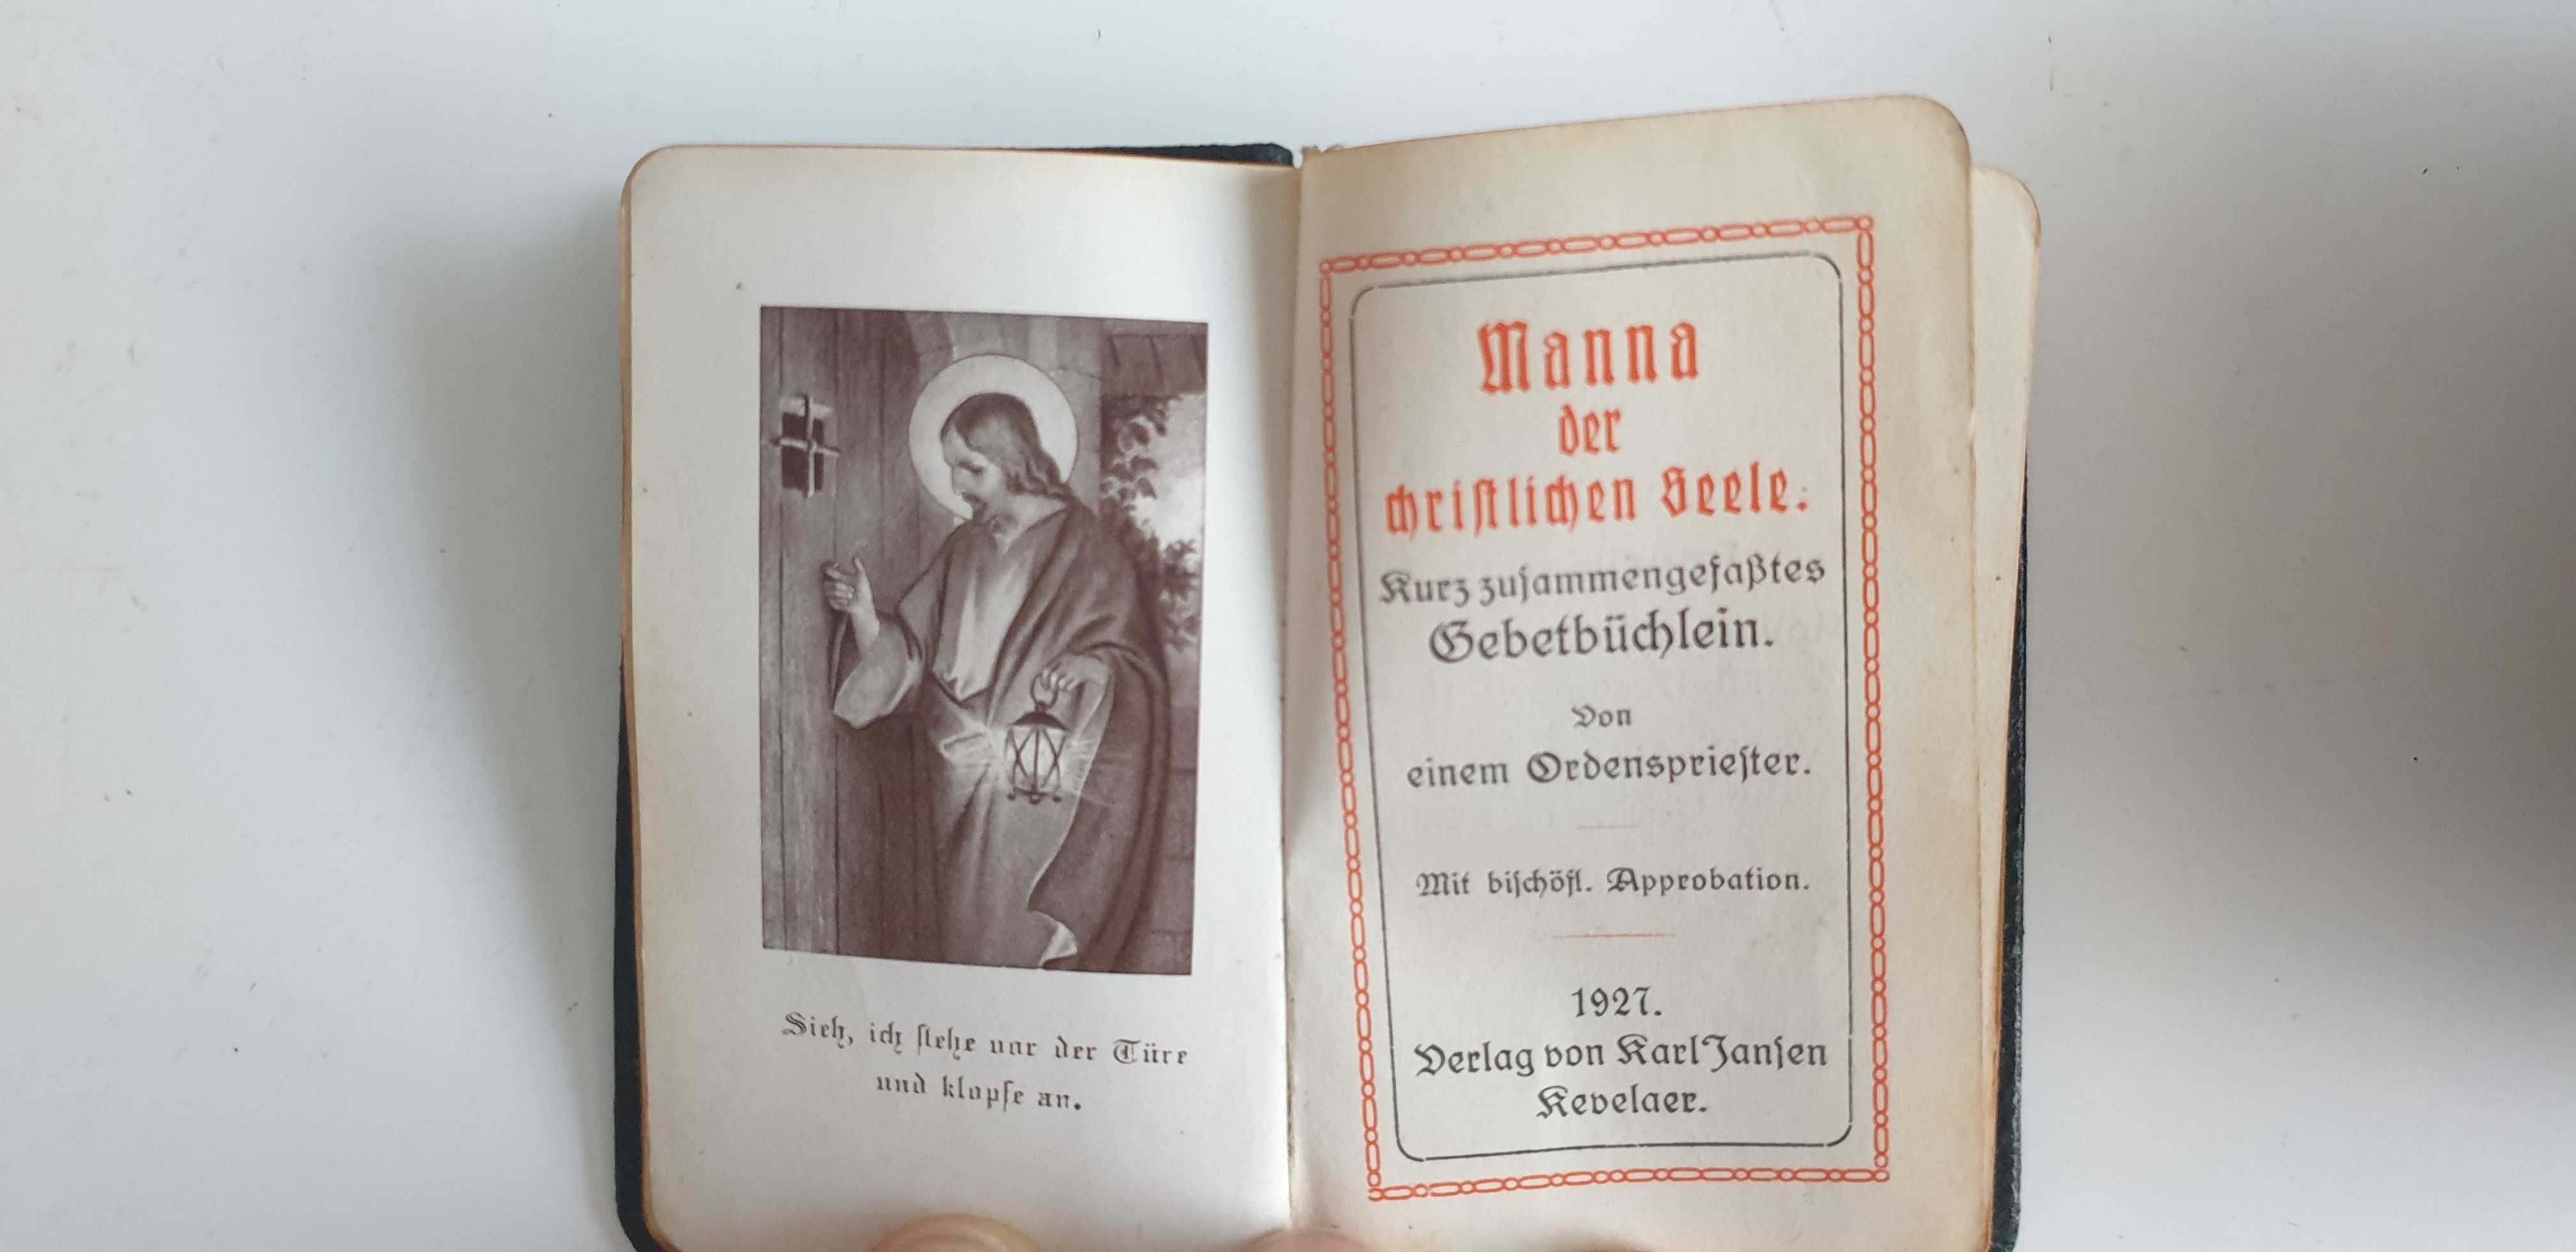 Sieh, ich stehe vor der Türe
und klopfe an.
Manna
der
christlichen Seele.
Kurz zusammengefaßtes
Gebetbüchlein.
Von
einem Ordenspriester.
Mit bischöfl. Approbation.
1927.
Verlag von Karl Jansen
Kevelaer.